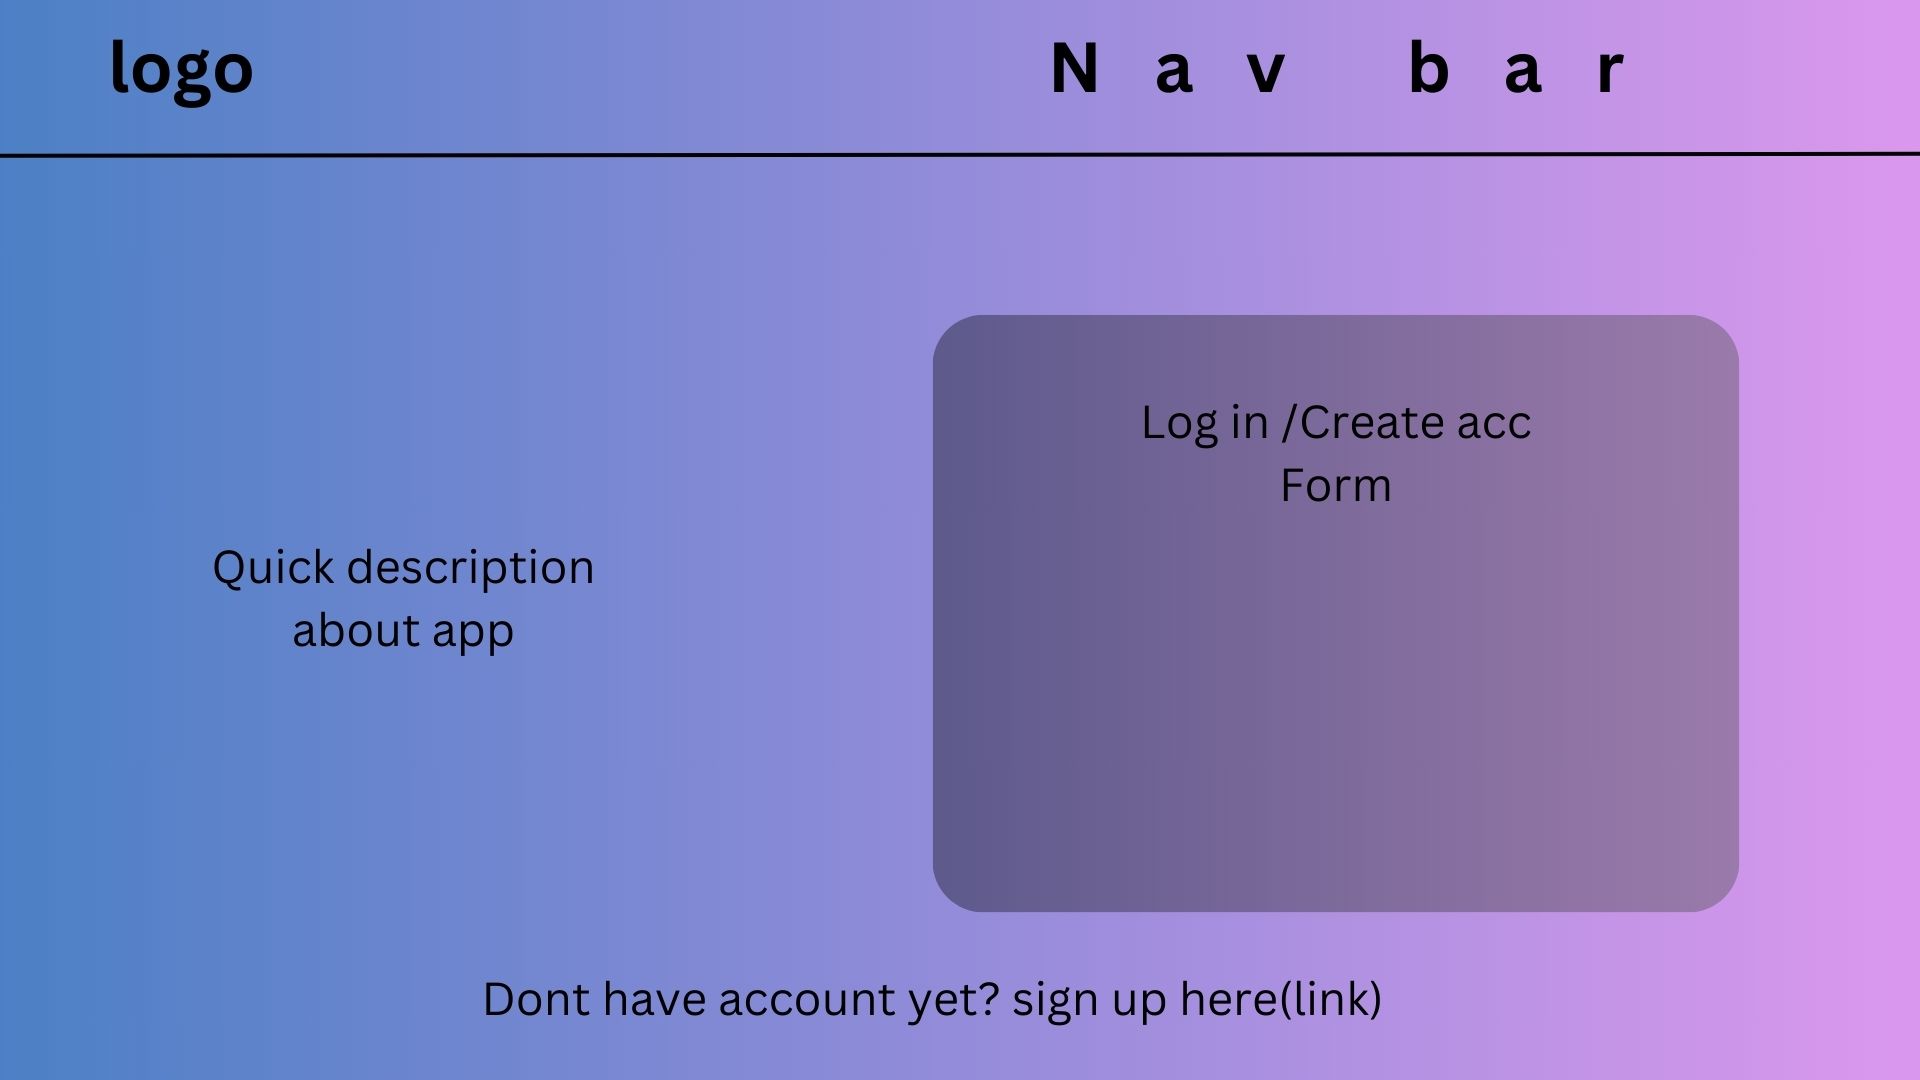 logo
N a v b a r
Log in /Create acc
Form
Quick description
about app
Dont have account yet? sign up here(link)